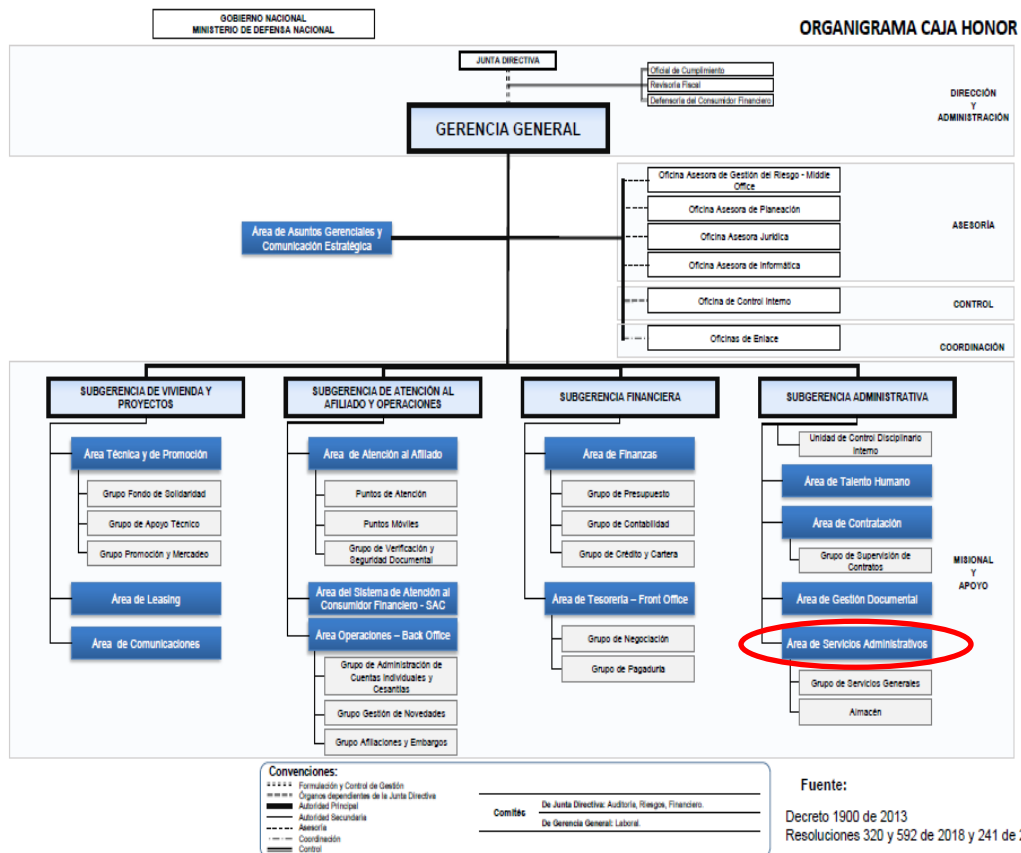 GOBIERNO NACIONAL
MINISTERIO DE DEFENSA NACIONAL
ORGANIGRAMA CAJA HONOR
JUNTA DIRECTIVA
Oficial de Cumplimiento
Revisoría Fiscal
Defensoría del Consumidor Financiero
DIRECCIÓN
Y
ADMINISTRACIÓN
GERENCIA GENERAL
Oficina Asesora de Gestión del Riesgo - Middle
Office
Oficina Asesora de Planeación
Oficina Asesora Jurídica
Oficina Asesora de Informática
ASESORÍA
Área de Asuntos Gerenciales y
Comunicación Estratégica
Oficina de Control Interno
CONTROL
Oficinas de Enlace
COORDINACIÓN
SUBGERENCIA DE VIVIENDA Y
PROYECTOS
Área Técnica y de Promoción
Grupo Fondo de Solidaridad
Grupo de Apoyo Técnico
Grupo Promoción y Mercadeo
Área de Leasing
Área de Comunicaciones
SUBGERENCIA DE ATENCIÓN AL
AFILIADO Y OPERACIONES
Área de Atención al Afiliado
Puntos de Atención
Puntos Móviles
Grupo de Verificación y
Seguridad Documental
Área del Sistema de Atención al
Consumidor Financiero - SAC
Área Operaciones – Back Office
Grupo de Administración de
Cuentas Individuales y
Cesantías
Grupo Gestión de Novedades
Grupo Afiliaciones y Embargos
SUBGERENCIA FINANCIERA
Área de Finanzas
Grupo de Presupuesto
Grupo de Contabilidad
Grupo de Crédito y Cartera
Área de Tesorería – Front Office
Grupo de Negociación
Grupo de Pagaduría
SUBGERENCIA ADMINISTRATIVA
Unidad de Control Disciplinario
Interno
Área de Talento Humano
Área de Contratación
Grupo de Supervisión de
Contratos
Área de Gestión Documental
Área de Servicios Administrativos
Grupo de Servicios Generales
Almacén
MISIONAL
Y
APOYO
Convenciones:
Formulación y Control de Gestión
Órganos dependientes de la Junta Directiva
Autoridad Principal
Autoridad Secundaria
Asesoría
Coordinación
Control
Comités
De Junta Directiva: Auditoría, Riesgos, Financiero.
De Gerencia General: Laboral.
Fuente:
Decreto 1900 de 2013
Resoluciones 320 y 592 de 2018 y 241 de